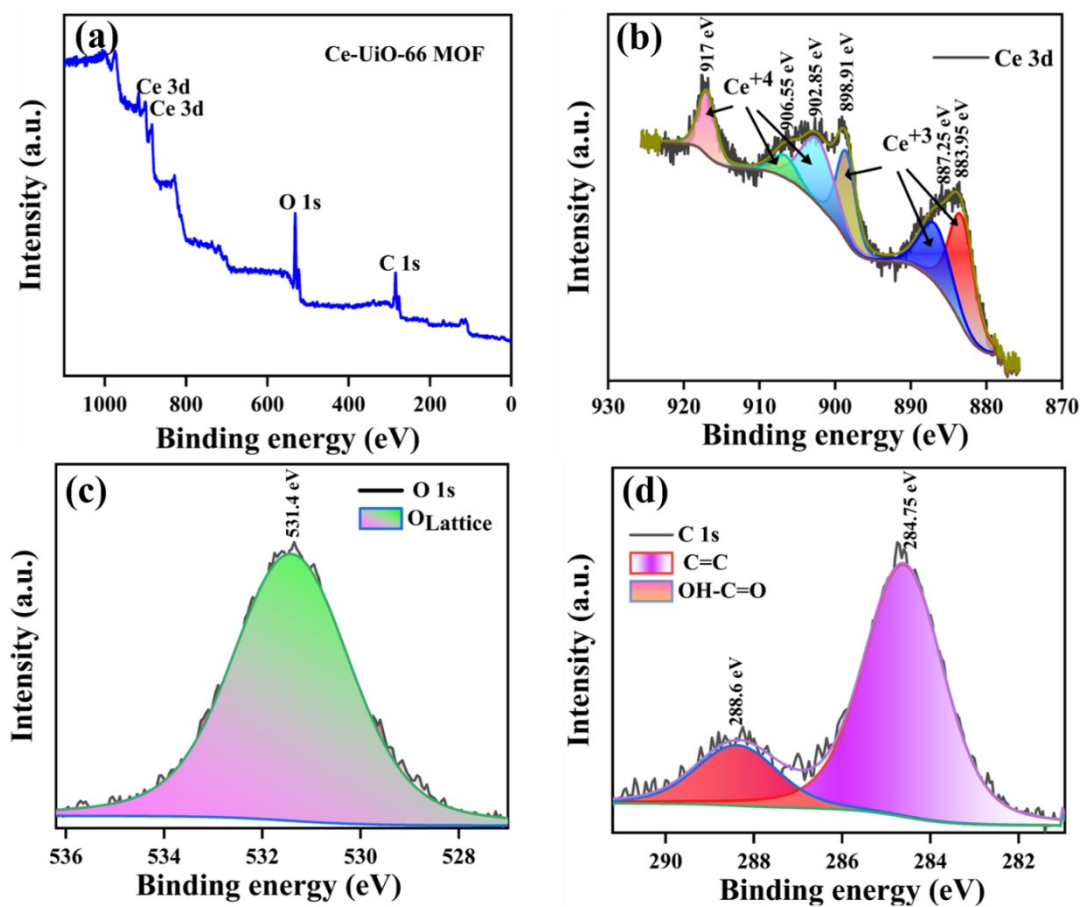 (a)
Ce-UiO-66 MOF
Ce 3d
Ce 3d
O 1s
C 1s
Intensity (a.u.)
1000 800 600 400 200 0
Binding energy (eV)
(b)
Ce 3d
917 eV
Ce+4
906.55 eV
902.85 eV
898.91 eV
Ce+3
887.25 eV
883.95 eV
Intensity (a.u.)
930 920 910 900 890 880 870
Binding energy (eV)
(c)
O 1s
OLattice
531.4 eV
Intensity (a.u.)
536 534 532 530 528
Binding energy (eV)
(d)
C 1s
C=C
OH-C=O
288.6 eV
284.75 eV
Intensity (a.u.)
290 288 286 284 282
Binding energy (eV)